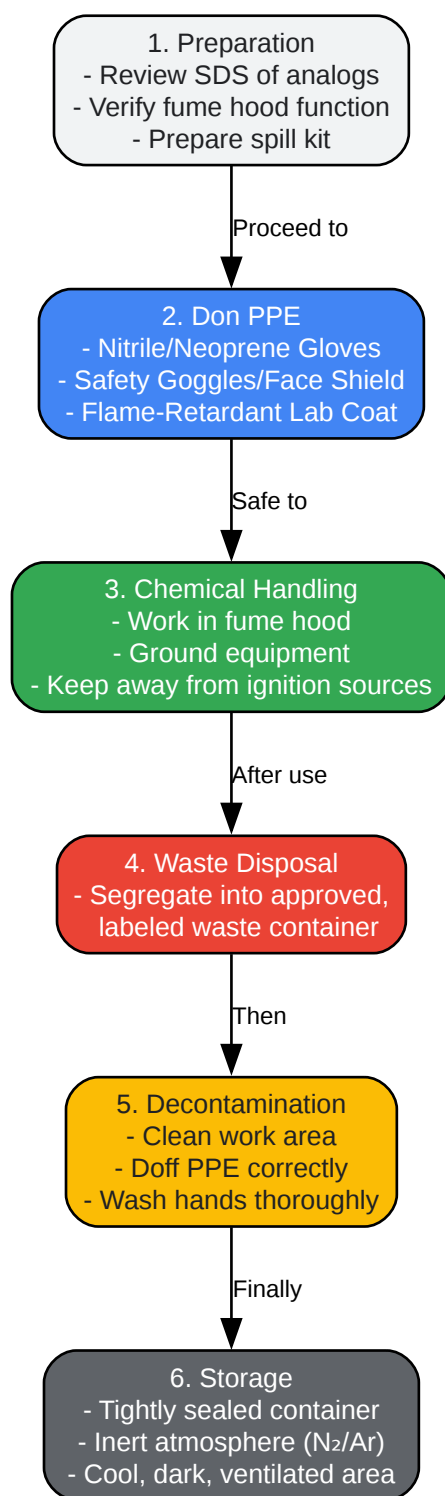 1. Preparation
- Review SDS of analogs
- Verify fume hood function
- Prepare spill kit
Proceed to
2. Don PPE
- Nitrile/Neoprene Gloves
- Safety Goggles/Face Shield
- Flame-Retardant Lab Coat
Safe to
3. Chemical Handling
- Work in fume hood
- Ground equipment
- Keep away from ignition sources
After use
4. Waste Disposal
- Segregate into approved,
labeled waste container
Then
5. Decontamination
- Clean work area
- Doff PPE correctly
- Wash hands thoroughly
Finally
6. Storage
- Tightly sealed container
- Inert atmosphere (N₂/Ar)
- Cool, dark, ventilated area